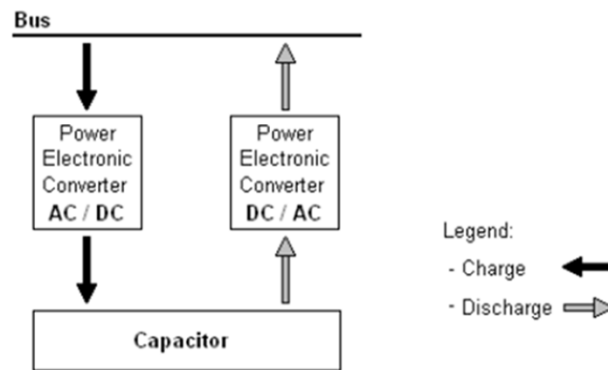 Bus
Power
Electronic
Converter
AC / DC
Power
Electronic
Converter
DC / AC
Legend:
- Charge
- Discharge
Capacitor